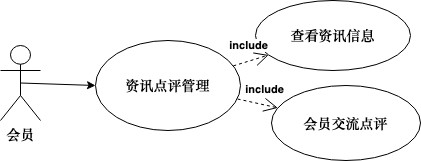 查看资讯信息
include
资讯点评管理
include
会员交流点评
会员